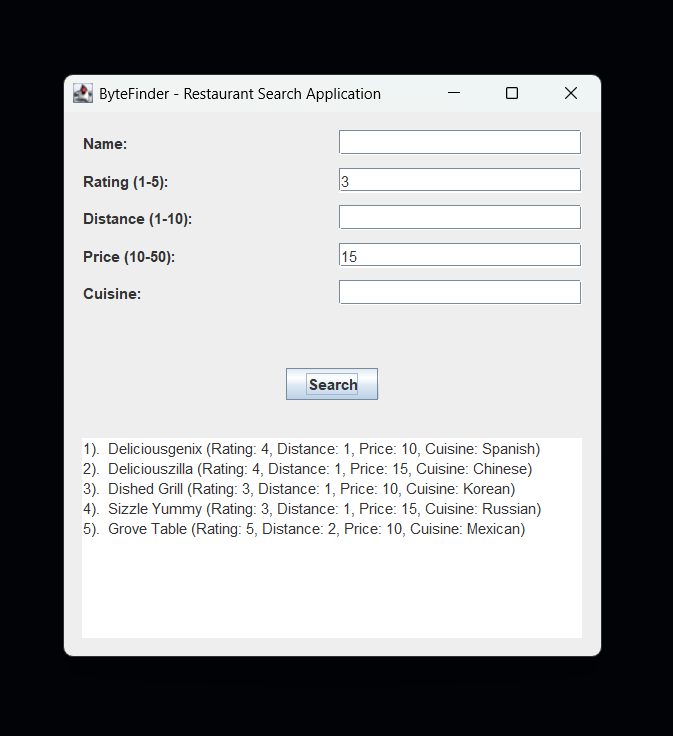 ByteFinder - Restaurant Search Application
Name:
Rating (1-5): 3
Distance (1-10):
Price (10-50): 15
Cuisine:
Search
1). Deliciousgenix (Rating: 4, Distance: 1, Price: 10, Cuisine: Spanish)
2). Deliciouszilla (Rating: 4, Distance: 1, Price: 15, Cuisine: Chinese)
3). Dished Grill (Rating: 3, Distance: 1, Price: 10, Cuisine: Korean)
4). Sizzle Yummy (Rating: 3, Distance: 1, Price: 15, Cuisine: Russian)
5). Grove Table (Rating: 5, Distance: 2, Price: 10, Cuisine: Mexican)